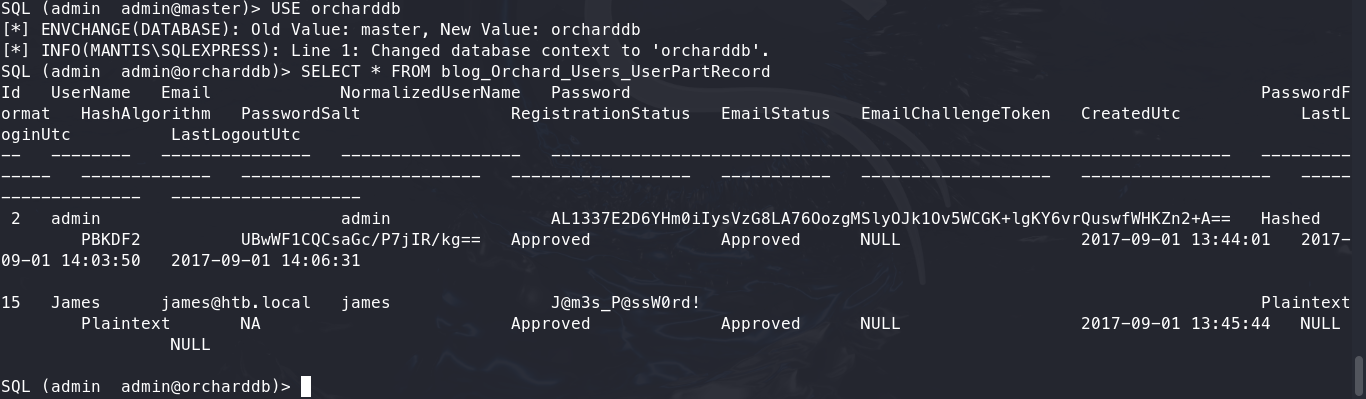 SQL (admin  admin@master)> USE orcharddb
[*] ENVCHANGE(DATABASE): Old Value: master, New Value: orcharddb
[*] INFO(MANTIS\SQLEXPRESS): Line 1: Changed database context to 'orcharddb'.
SQL (admin  admin@orcharddb)> SELECT * FROM blog_Orchard_Users_UserPartRecord
Id   UserName   Email             NormalizedUserName   Password                                                               PasswordF
ormat   HashAlgorithm   PasswordSalt               RegistrationStatus   EmailStatus   EmailChallengeToken   CreatedUtc            LastL
oginUtc          LastLogoutUtc
--   --------   ---------------   ------------------   --------------------------------------------------------------------   ---------
-----   -------------   ------------------------   ------------------   -----------   -------------------   -------------------   -----
--------------   -------------------
 2   admin                        admin                AL1337E2D6YHm0iIysVzG8LA76OozgMSlyOJk1Ov5WCGK+lgKY6vrQuswfWHKZn2+A==   Hashed
        PBKDF2          UBwWF1CQCsaGc/P7jIR/kg==   Approved             Approved      NULL                  2017-09-01 13:44:01   2017-
09-01 14:03:50   2017-09-01 14:06:31
15   James      james@htb.local   james                J@m3s_P@ssW0rd!                                                        Plaintext
        Plaintext       NA                         Approved             Approved      NULL                  2017-09-01 13:45:44   NULL
                 NULL
SQL (admin  admin@orcharddb)>